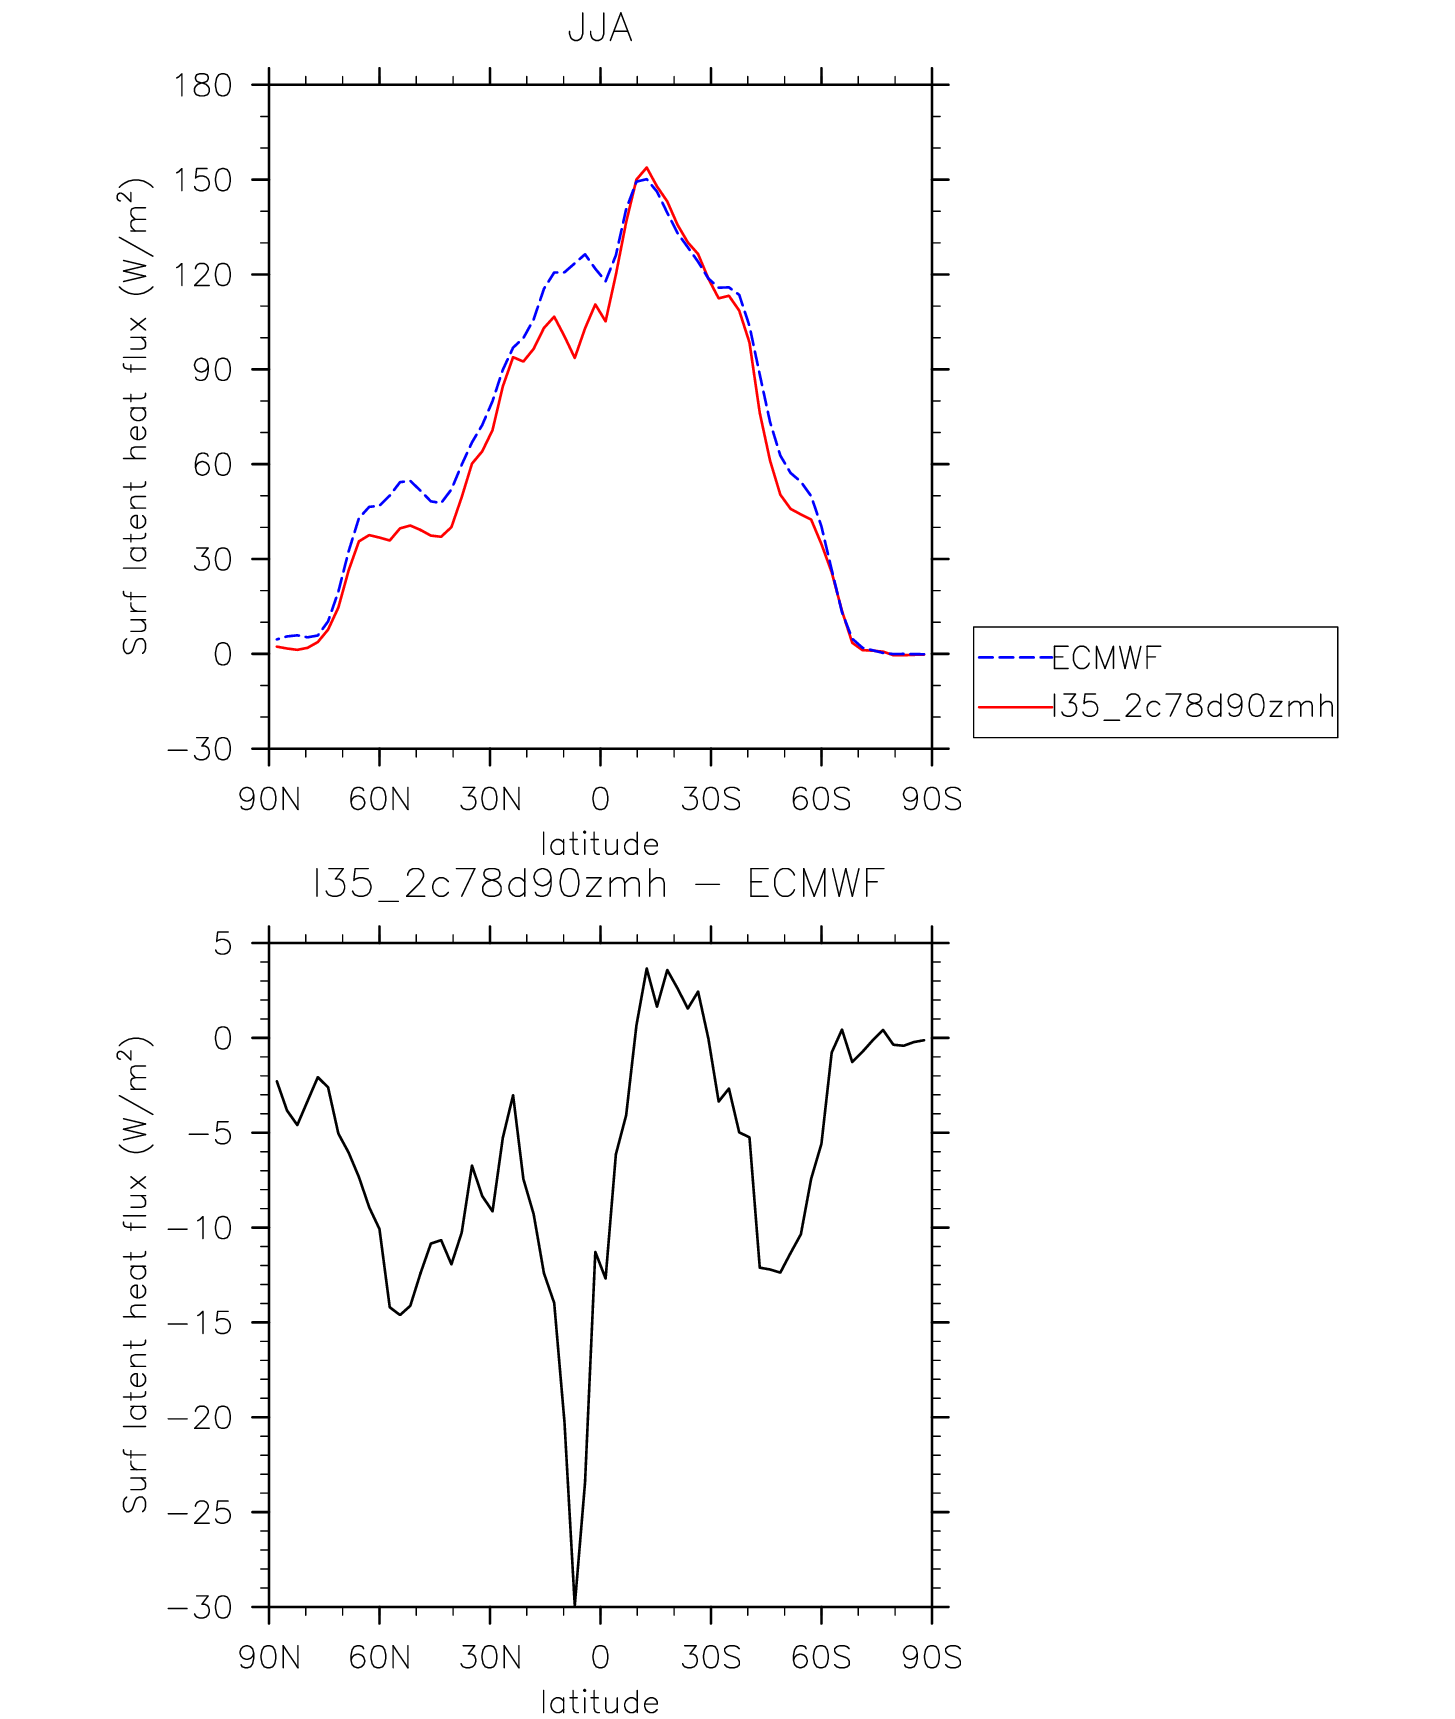 JJA
180
150
120
90
60
30
0
−30
Surf latent heat flux (W/m²)
90N 60N 30N 0 30S 60S 90S
latitude
ECMWF
I35_2c78d90zmh
I35_2c78d90zmh − ECMWF
5
0
−5
−10
−15
−20
−25
−30
Surf latent heat flux (W/m²)
90N 60N 30N 0 30S 60S 90S
latitude